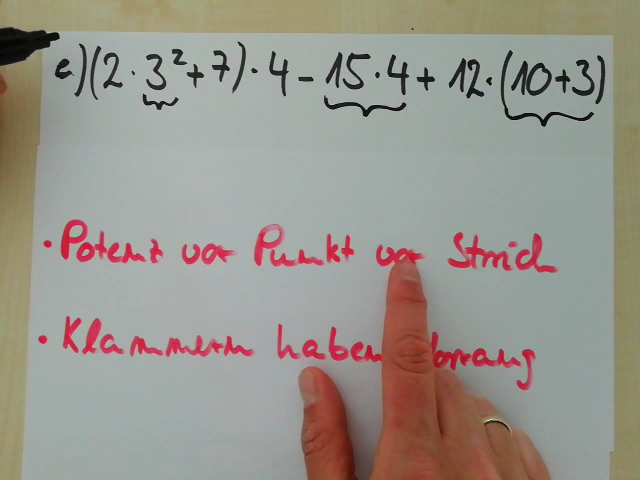 e) (2 · 3² + 7) · 4 - 15 · 4 + 12 · (10+3)
· Potenz vor Punkt vor Strich
· Klammern haben